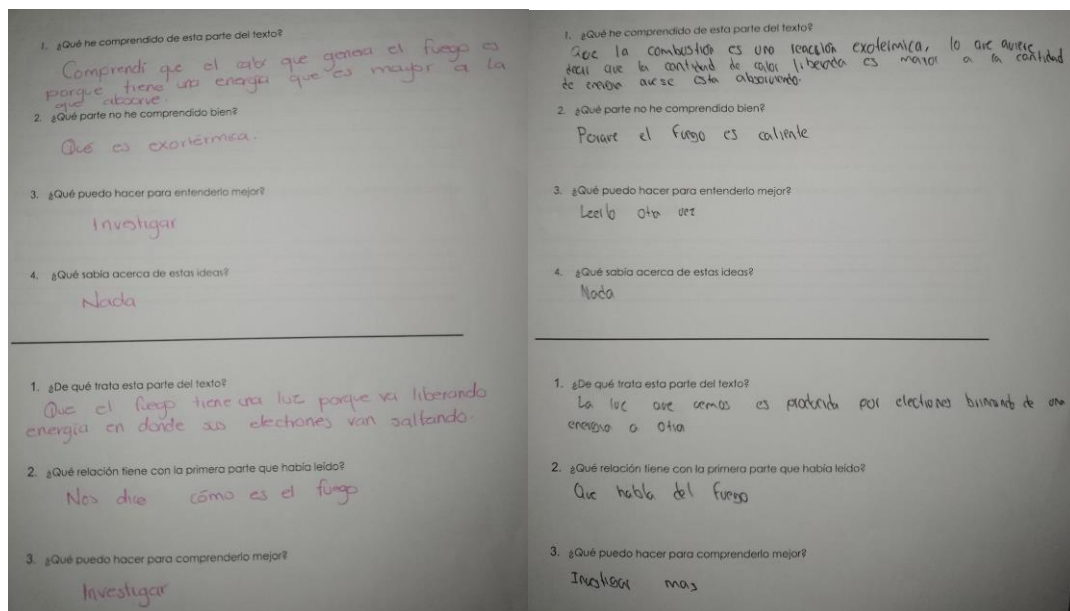 1. ¿Qué he comprendido de esta parte del texto?
Comprendí que el calor que genera el fuego es
porque tiene una energía que es mayor a la
que absorve.
2. ¿Qué parte no he comprendido bien?
Qué es exortérmica.
3. ¿Qué puedo hacer para entenderlo mejor?
Investigar
4. ¿Qué sabía acerca de estas ideas?
Nada
1. ¿De qué trata esta parte del texto?
Que el fuego tiene una luz porque va liberando
energía en donde sus electrones van saltando.
2. ¿Qué relación tiene con la primera parte que había leído?
Nos dice cómo es el fuego
3. ¿Qué puedo hacer para comprenderlo mejor?
Investigar
1. ¿Qué he comprendido de esta parte del texto?
Que la combustion es una reacción exotermica, lo que quiere
decir que la cantidad de calor liberada es mayor a la cantidad
de energia que se esta absorviendo.
2. ¿Qué parte no he comprendido bien?
Porque el fuego es caliente
3. ¿Qué puedo hacer para entenderlo mejor?
Leerlo otra vez
4. ¿Qué sabía acerca de estas ideas?
Nada
1. ¿De qué trata esta parte del texto?
La luz que vemos es producida por electrones brincando de una
energia a otra
2. ¿Qué relación tiene con la primera parte que había leído?
Que habla del fuego
3. ¿Qué puedo hacer para comprenderlo mejor?
Investigar mas